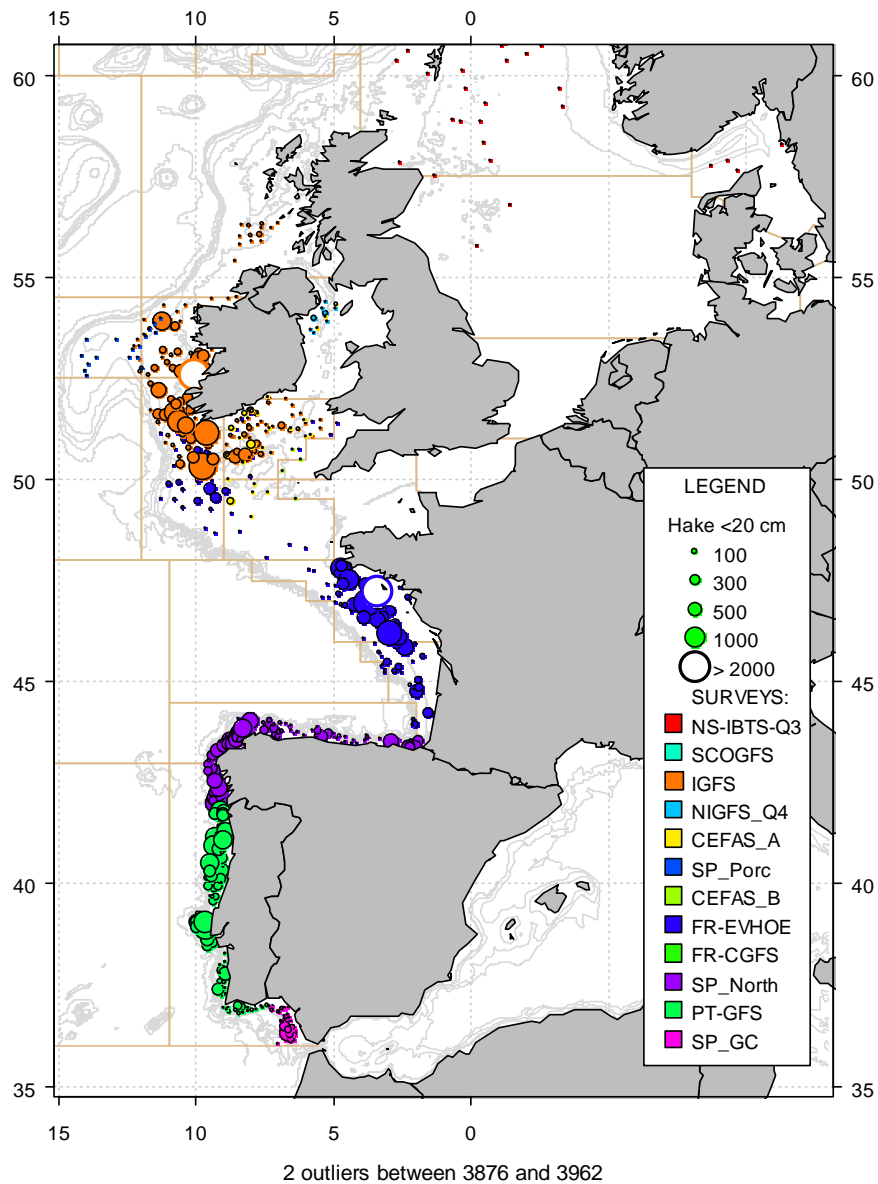 15 10 5 0
60 60
55 55
50 50
45 45
40 40
35 35
LEGEND
Hake <20 cm
100
300
500
1000
> 2000
SURVEYS:
NS-IBTS-Q3
SCOGFS
IGFS
NIGFS_Q4
CEFAS_A
SP_Porc
CEFAS_B
FR-EVHOE
FR-CGFS
SP_North
PT-GFS
SP_GC
15 10 5 0
2 outliers between 3876 and 3962